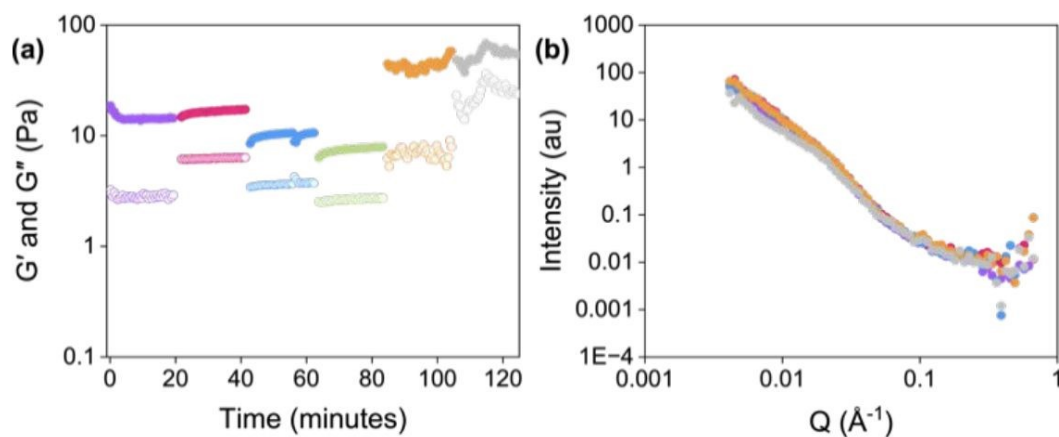 (a)
G′ and G″ (Pa)
100
10
1
0.1
0 20 40 60 80 100 120
Time (minutes)
(b)
Intensity (au)
1000
100
10
1
0.1
0.01
0.001
1E−4
0.001 0.01 0.1 1
Q (Å⁻¹)